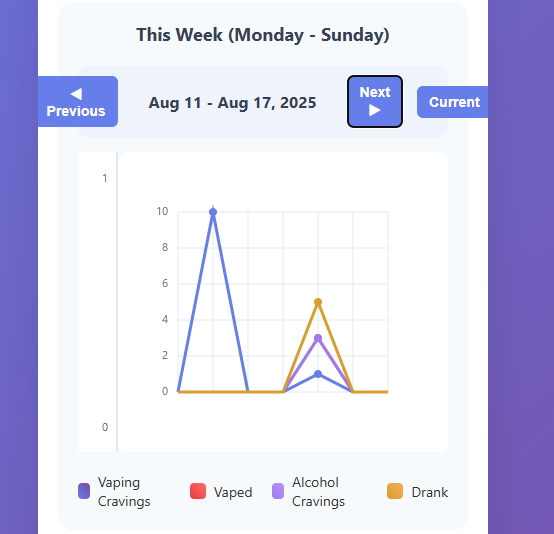 This Week (Monday - Sunday)
◀
Previous
Aug 11 - Aug 17, 2025
Next
▶
Current
1
10
8
6
4
2
0
0
Vaping
Cravings
Vaped
Alcohol
Cravings
Drank